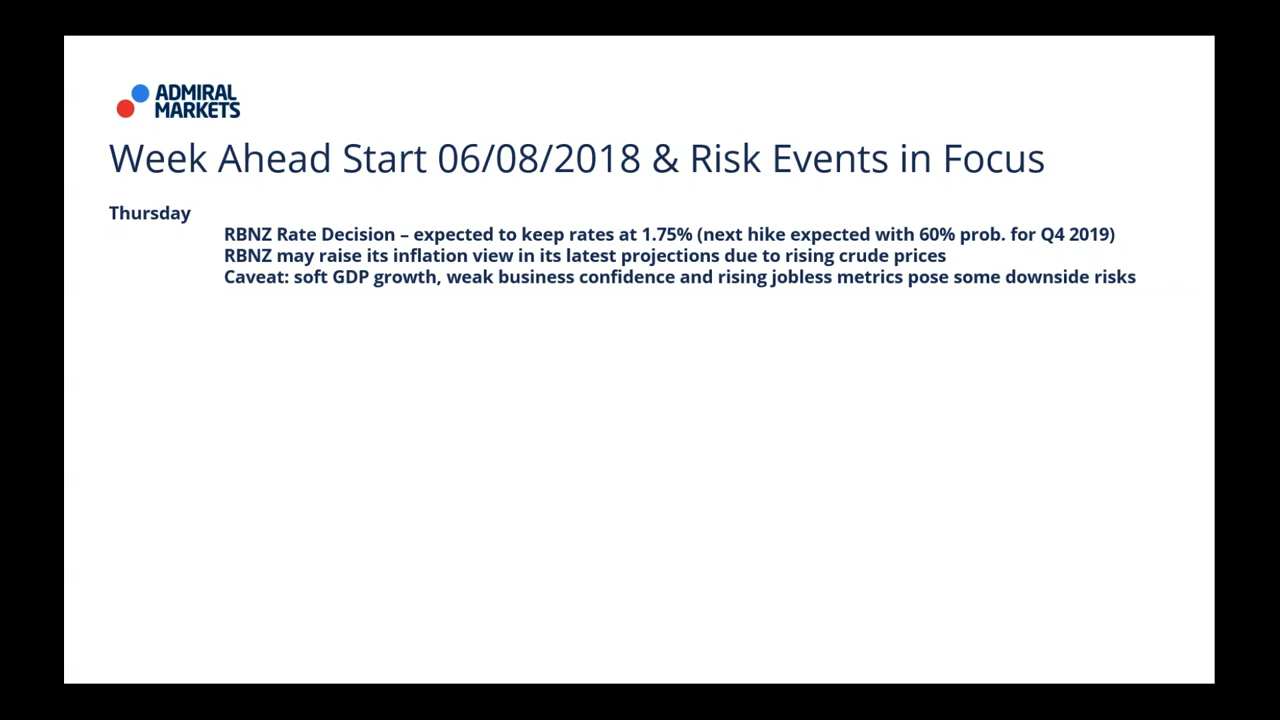 ADMIRAL
MARKETS
Week Ahead Start 06/08/2018 & Risk Events in Focus
Thursday
RBNZ Rate Decision – expected to keep rates at 1.75% (next hike expected with 60% prob. for Q4 2019)
RBNZ may raise its inflation view in its latest projections due to rising crude prices
Caveat: soft GDP growth, weak business confidence and rising jobless metrics pose some downside risks